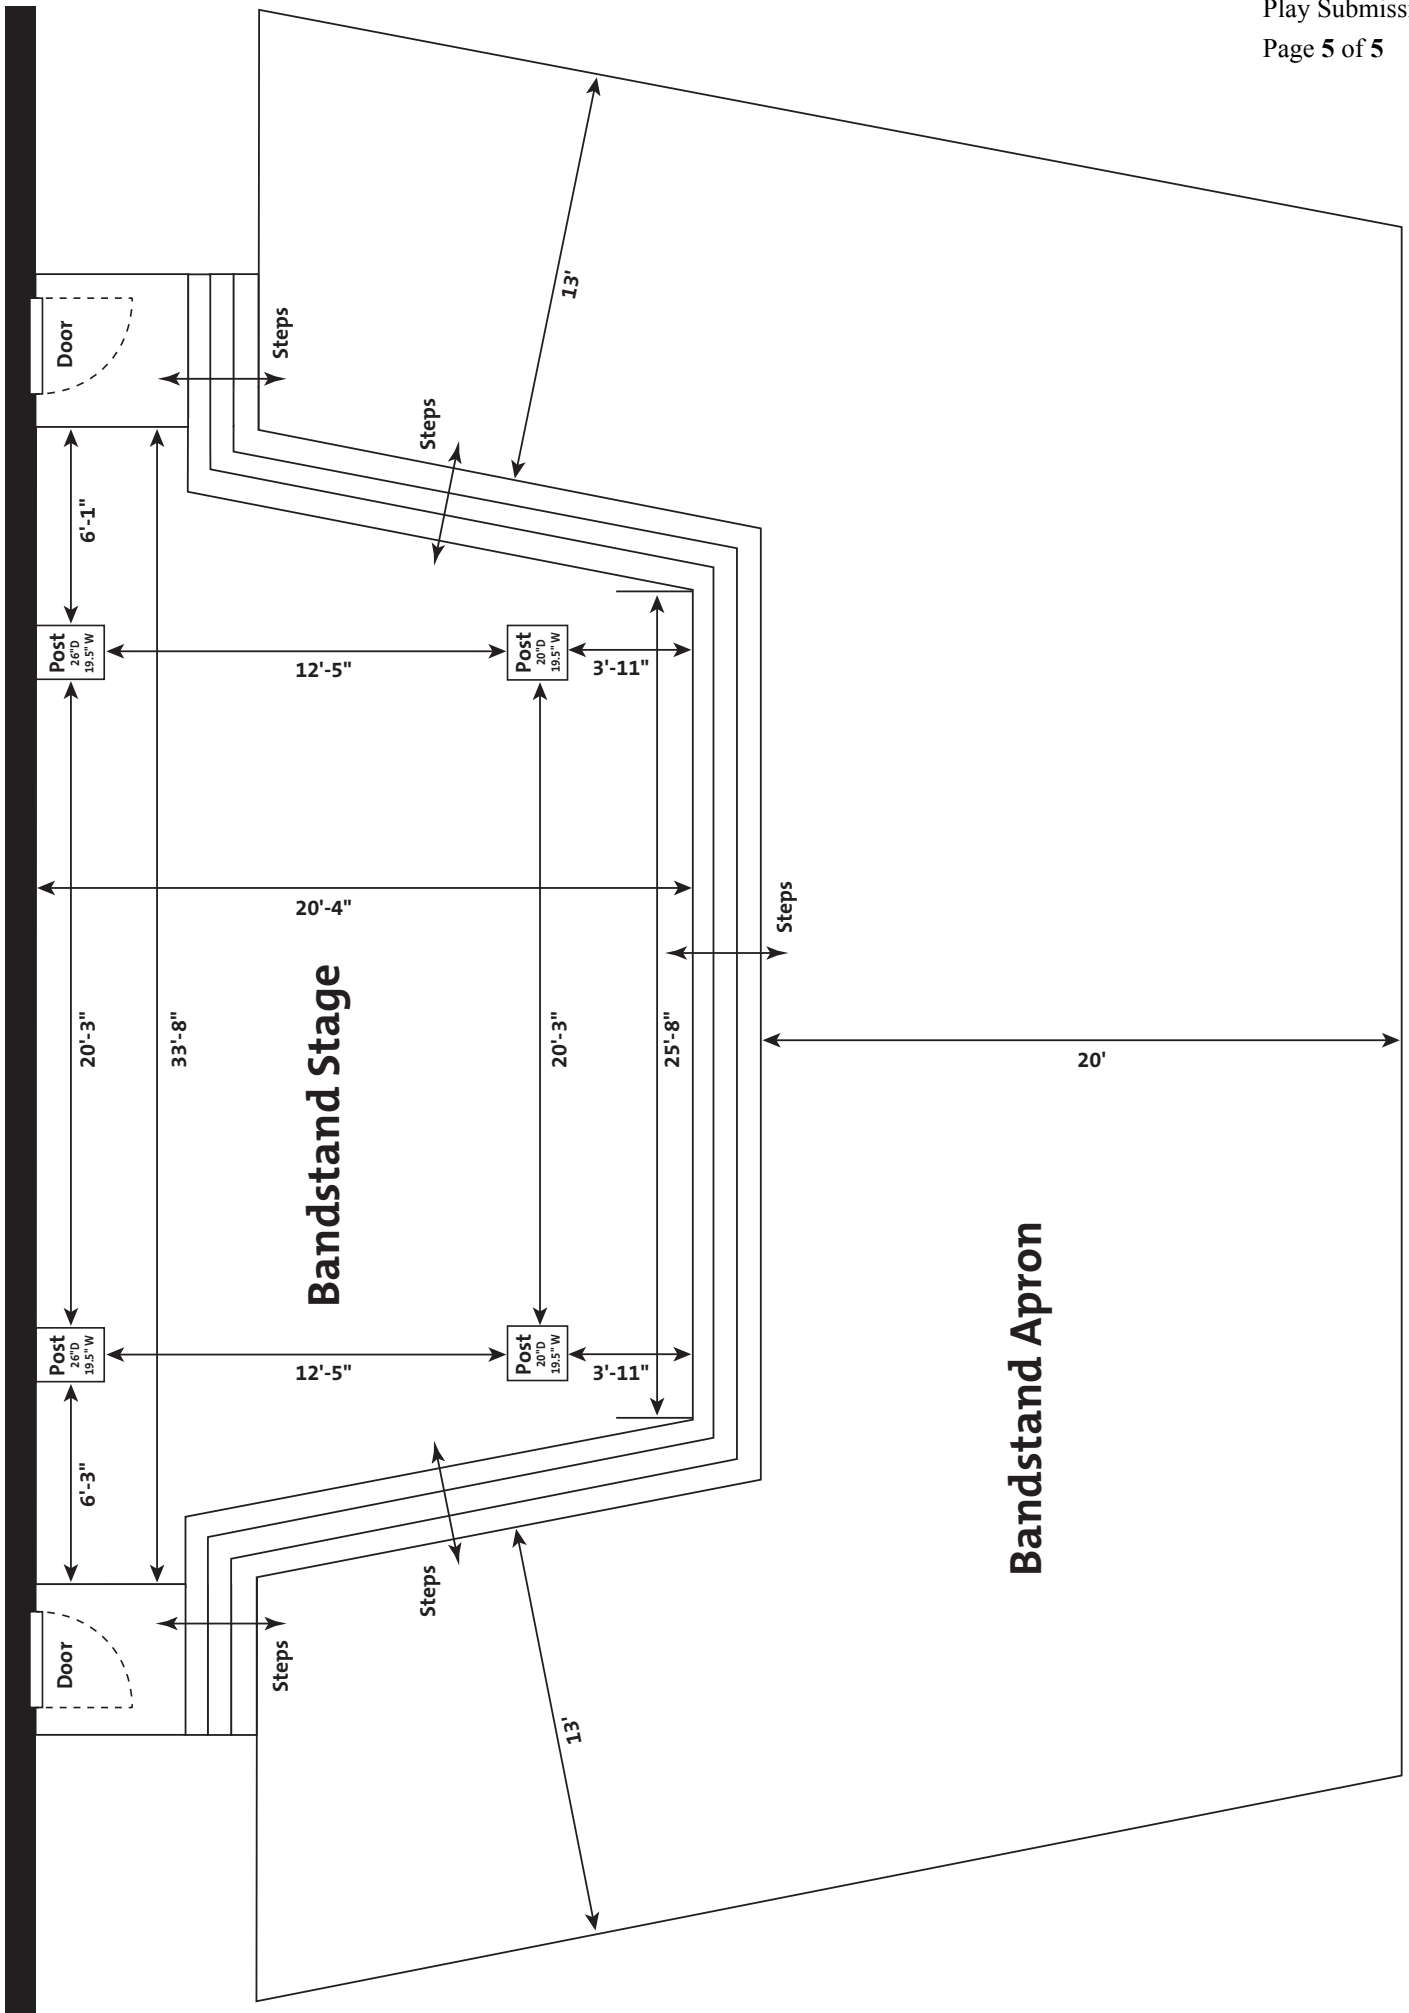 Play Submiss
Page 5 of 5
Door
Steps
13'
Steps
6'-1"
Post
26"D
19.5" W
12'-5"
Post
20"D
19.5" W
3'-11"
20'-4"
Steps
Bandstand Stage
20'-3"
33'-8"
20'-3"
25'-8"
20'
Bandstand Apron
Post
26"D
19.5" W
12'-5"
Post
20"D
19.5" W
3'-11"
6'-3"
Steps
Door
Steps
13'